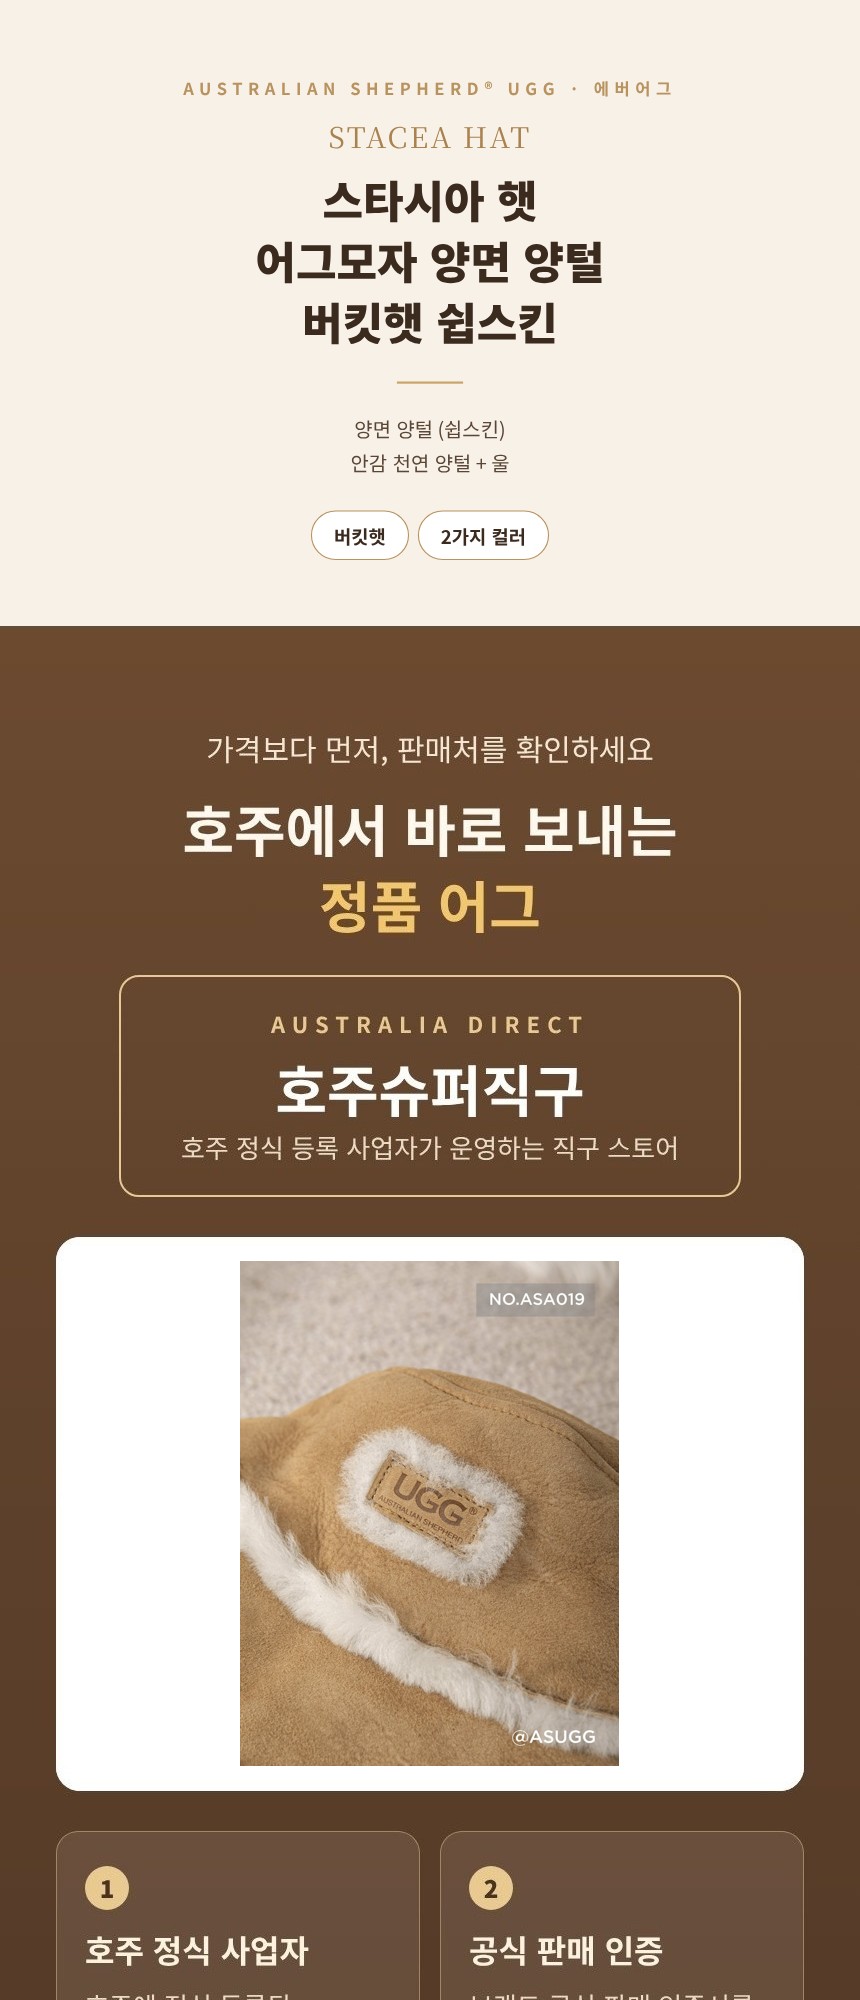 AUSTRALIAN SHEPHERD® UGG · 에버어그
STACEA HAT
스타시아 햇
어그모자 양면 양털
버킷햇 쉽스킨
양면 양털 (쉽스킨)
안감 천연 양털 + 울
버킷햇
2가지 컬러
가격보다 먼저, 판매처를 확인하세요
호주에서 바로 보내는
정품 어그
AUSTRALIA DIRECT
호주슈퍼직구
호주 정식 등록 사업자가 운영하는 직구 스토어
NO.ASA019
UGG®
AUSTRALIAN SHEPHERD
@ASUGG
1
호주 정식 사업자
2
공식 판매 인증